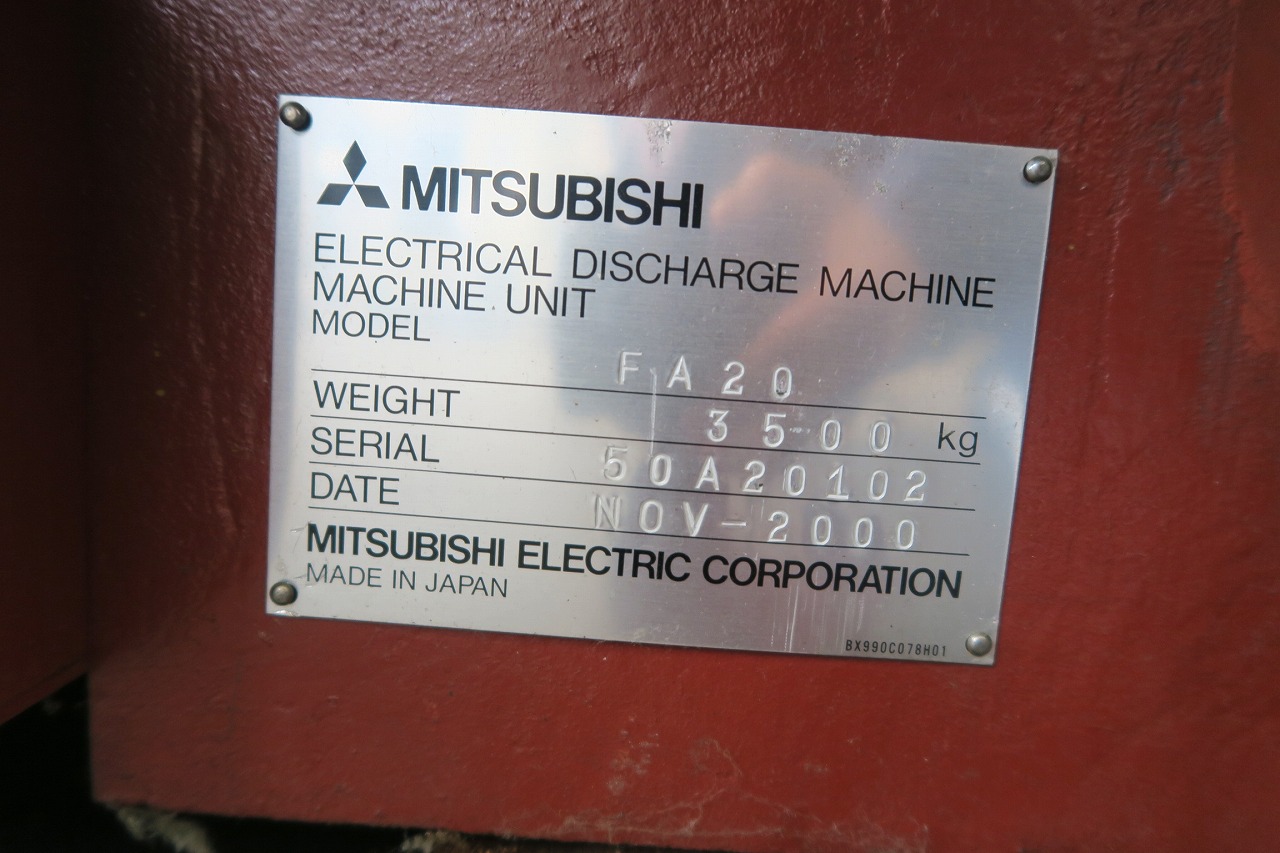 MITSUBISHI
ELECTRICAL DISCHARGE MACHINE
MACHINE UNIT
MODEL FA20
WEIGHT 3500 kg
SERIAL 50A20102
DATE NOV-2000
MITSUBISHI ELECTRIC CORPORATION
MADE IN JAPAN
BX990C078H01